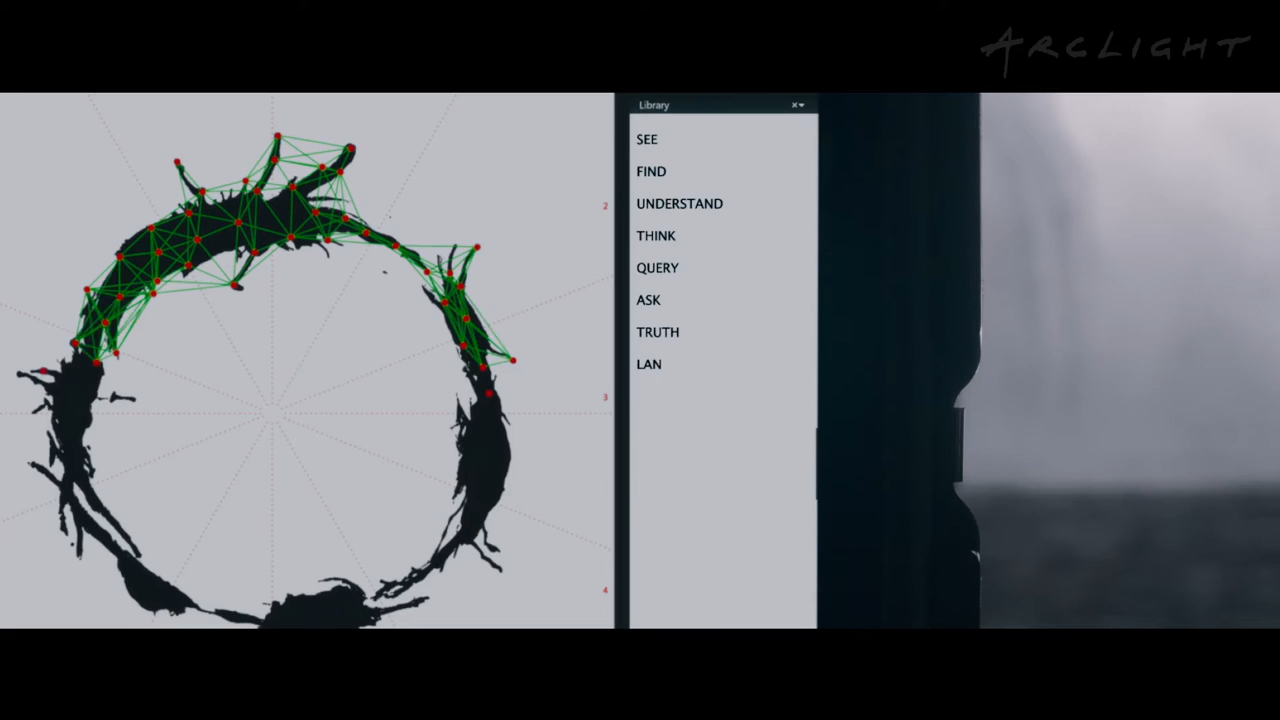 ARCLIGHT
Library
SEE
FIND
UNDERSTAND
THINK
QUERY
ASK
TRUTH
LAN
2
3
4